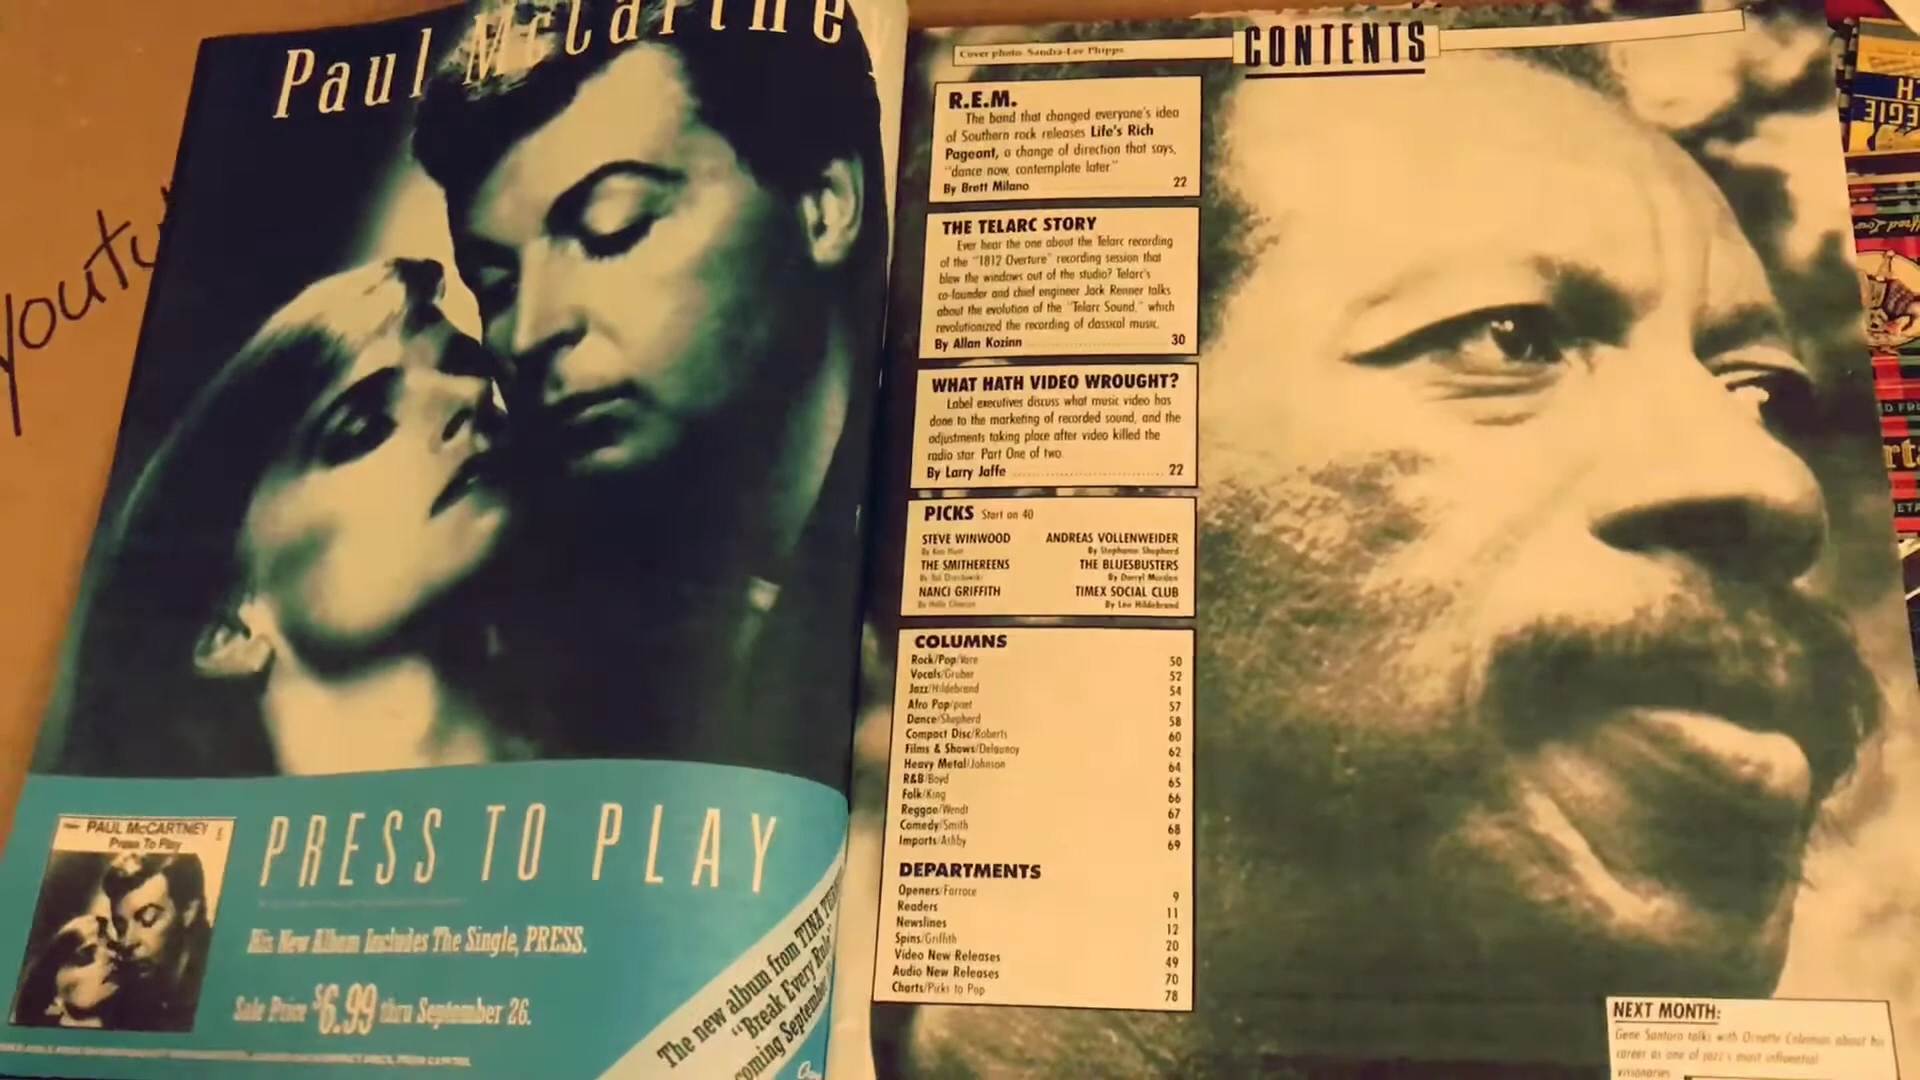 youtu
Paul McCartne
PAUL McCARTNEY
Press To Play
PRESS TO PLAY
His New Album Includes The Single, PRESS.
Sale Price $6.99 thru September 26.
The new album from TINA
"Break Every Rule"
oming September
Cover photo: Sandra-Lee Phipps
CONTENTS
R.E.M.
The band that changed everyone's idea
of Southern rock releases Life's Rich
Pageant, a change of direction that says,
"dance now, contemplate later."
By Brett Milano 22
THE TELARC STORY
Ever hear the one about the Telarc recording
of the "1812 Overture" recording session that
blew the windows out of the studio? Telarc's
co-founder and chief engineer Jack Renner talks
about the evolution of the "Telarc Sound," which
revolutionized the recording of classical music.
By Allan Kozinn 30
WHAT HATH VIDEO WROUGHT?
Label executives discuss what music video has
done to the marketing of recorded sound, and the
adjustments taking place after video killed the
radio star. Part One of two.
By Larry Jaffe 22
PICKS Start on 40
STEVE WINWOOD
THE SMITHEREENS
NANCI GRIFFITH
ANDREAS VOLLENWEIDER
By Stephanie Shepherd
THE BLUESBUSTERS
By Darryl Morden
TIMEX SOCIAL CLUB
By Lee Hildebrand
COLUMNS
Rock/Pop/Vare 50
Vocals/Gruber 52
Jazz/Hildebrand 54
Afro Pop/poet 57
Dance/Shepherd 58
Compact Disc/Roberts 60
Films & Shows/Delaunoy 62
Heavy Metal/Johnson 64
R&B/Boyd 65
Folk/King 66
Reggae/Wendt 67
Comedy/Smith 68
Imports/Ashby 69
DEPARTMENTS
Openers/Farrace 9
Readers 11
Newslines 12
Spins/Griffith 20
Video New Releases 49
Audio New Releases 70
Charts/Picks to Pop 78
NEXT MONTH:
Gene Santoro talks with Ornette Coleman about his
career as one of jazz's most influential
visionaries